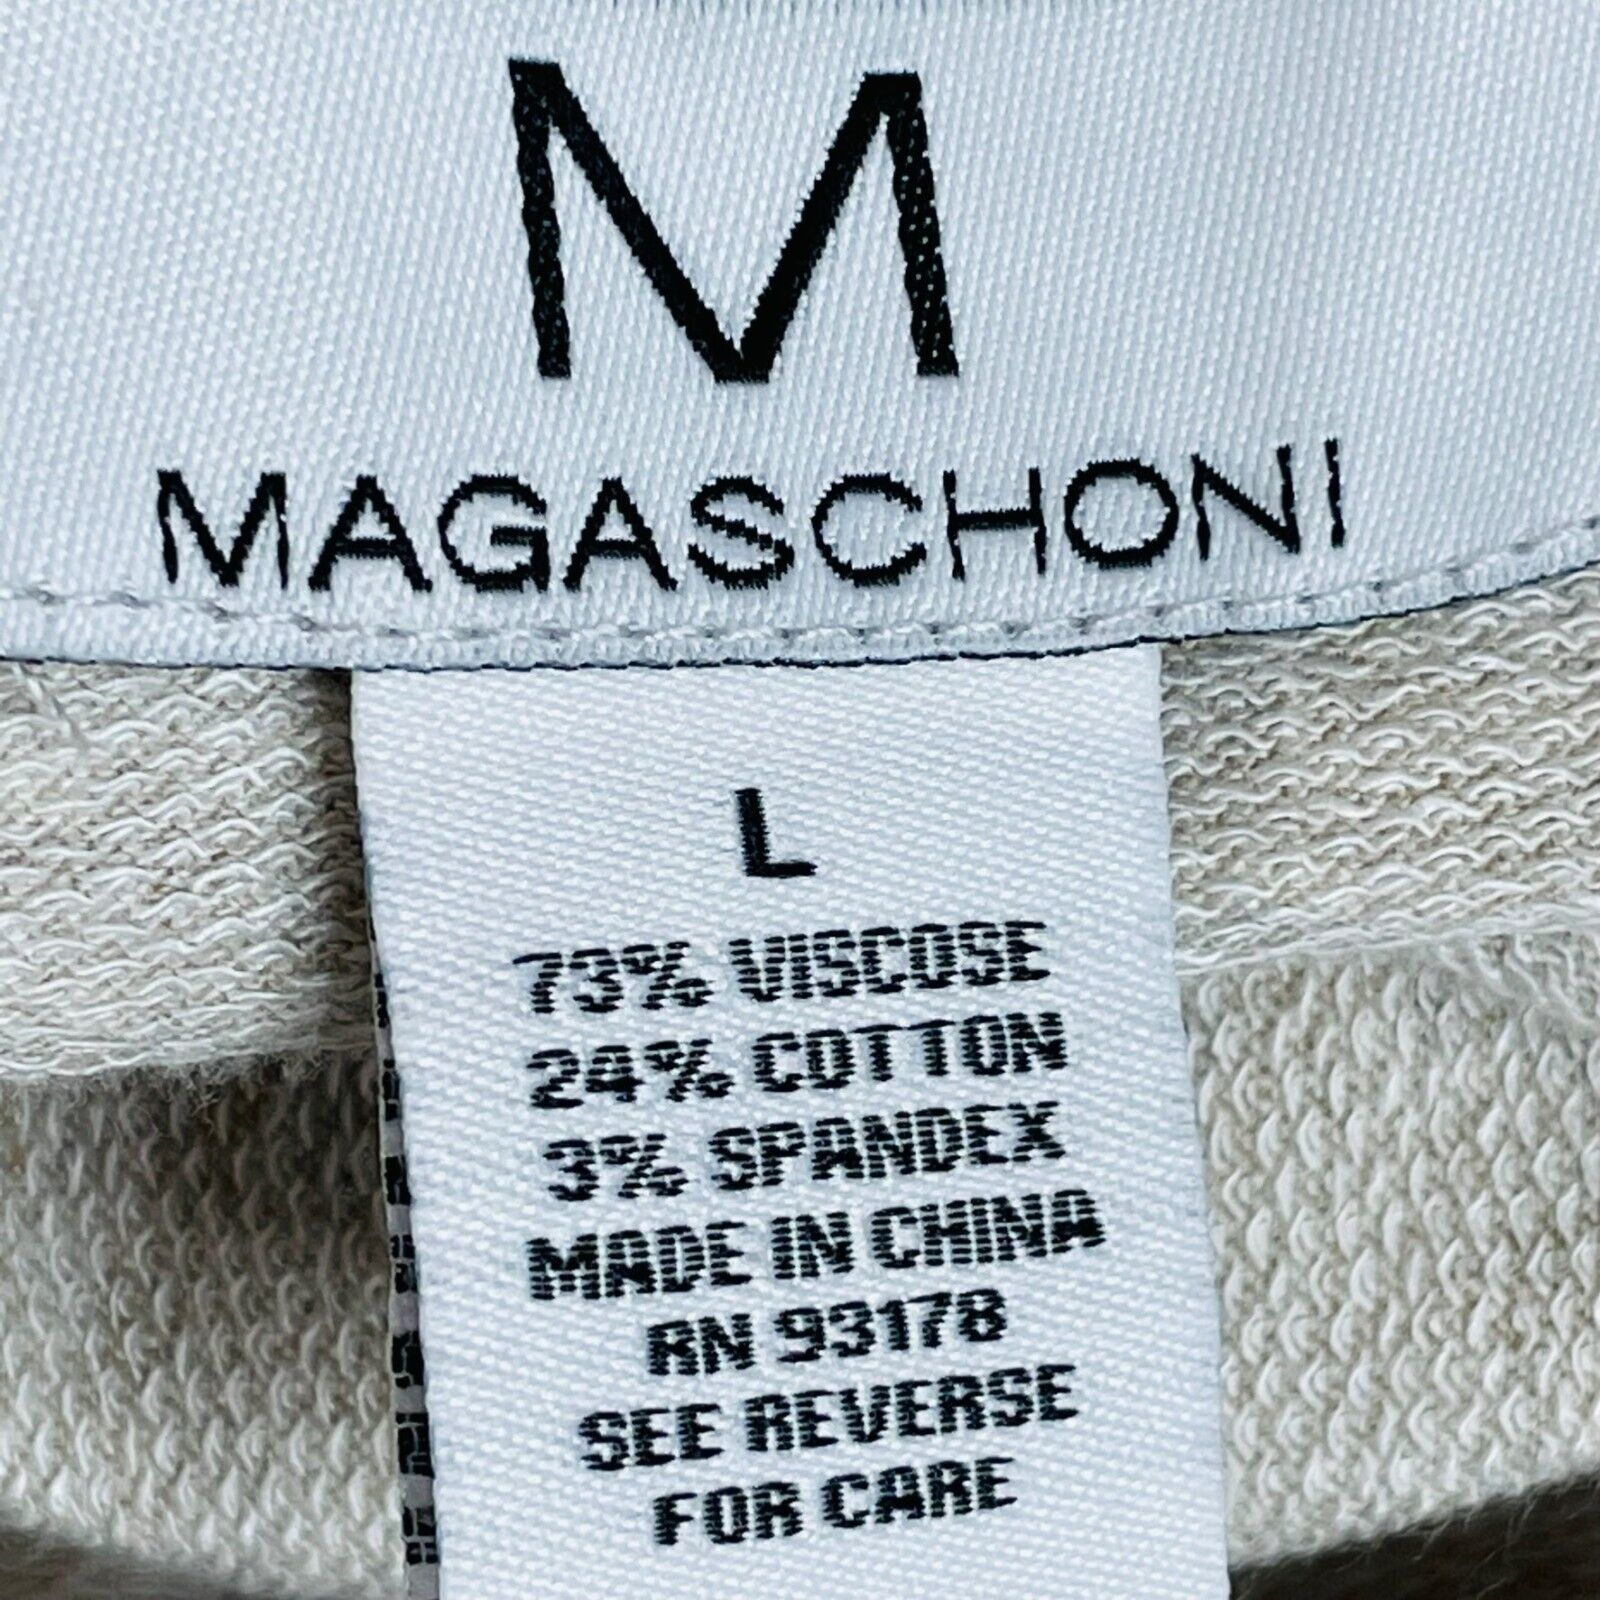 M
MAGASCHONI
L
73% VISCOSE
24% COTTON
3% SPANDEX
MADE IN CHINA
RN 93178
SEE REVERSE
FOR CARE